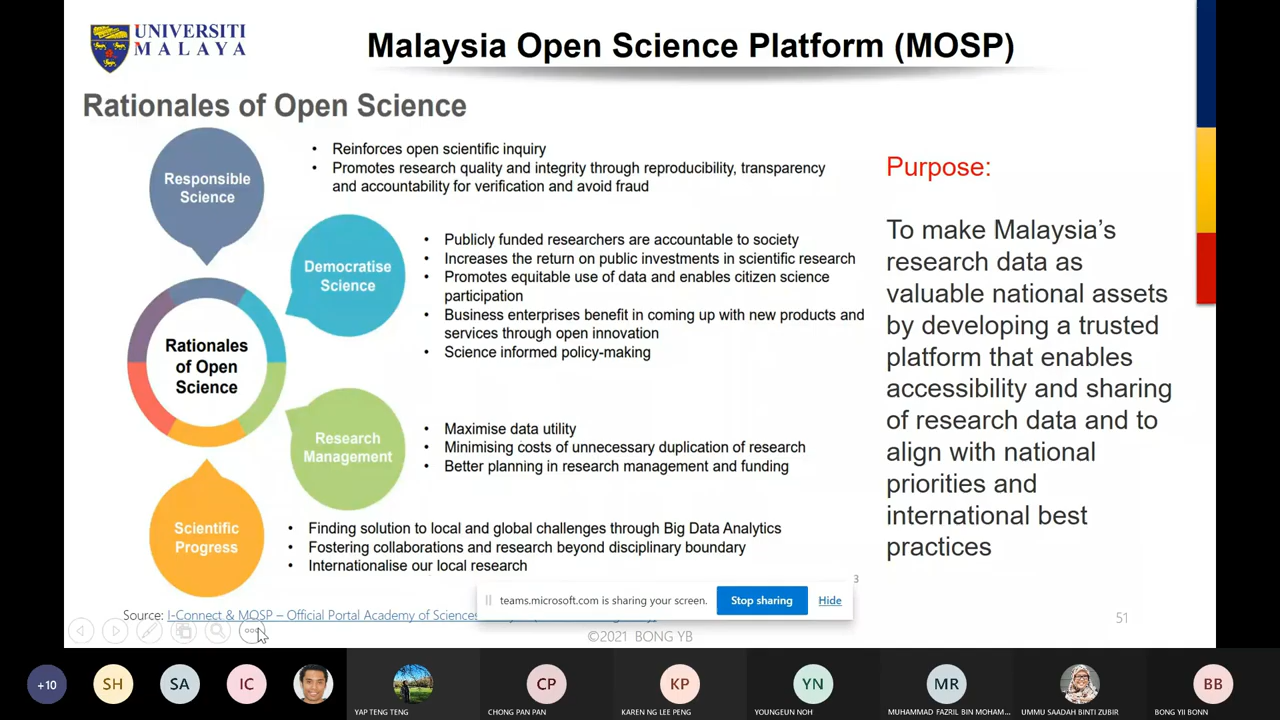 UNIVERSITI
MALAYA
Malaysia Open Science Platform (MOSP)
Rationales of Open Science
Responsible
Science
• Reinforces open scientific inquiry
• Promotes research quality and integrity through reproducibility, transparency
and accountability for verification and avoid fraud
Democratise
Science
• Publicly funded researchers are accountable to society
• Increases the return on public investments in scientific research
• Promotes equitable use of data and enables citizen science
participation
• Business enterprises benefit in coming up with new products and
services through open innovation
• Science informed policy-making
Rationales
of Open
Science
Research
Management
• Maximise data utility
• Minimising costs of unnecessary duplication of research
• Better planning in research management and funding
Scientific
Progress
• Finding solution to local and global challenges through Big Data Analytics
• Fostering collaborations and research beyond disciplinary boundary
• Internationalise our local research
Purpose:
To make Malaysia's
research data as
valuable national assets
by developing a trusted
platform that enables
accessibility and sharing
of research data and to
align with national
priorities and
international best
practices
3
teams.microsoft.com is sharing your screen.
Stop sharing
Hide
Source: I-Connect & MOSP – Official Portal Academy of Sciences
©2021 BONG YB
51
+10
SH
SA
IC
YAP TENG TENG
CP
CHONG PAN PAN
KP
KAREN NG LEE PENG
YN
YOUNGEUN NOH
MR
MUHAMMAD FAZRIL BIN MOHAM...
UMMU SAADAH BINTI ZUBIR
BB
BONG YII BONN